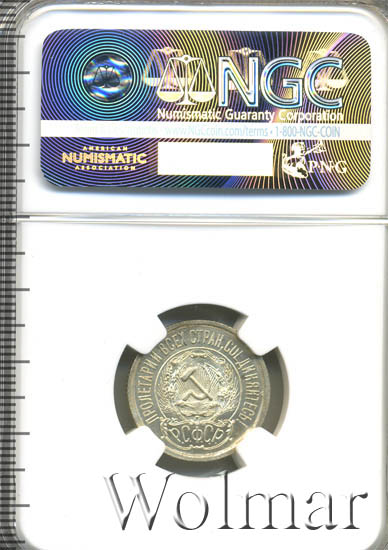 NGC
Numismatic Guaranty Corporation
www.NGCcoin.com/terms • 1-800-NGC-COIN
AMERICAN
NUMISMATIC
ASSOCIATION
P•N•G
ПРОЛЕТАРИИ ВСЕХ СТРАН, СОЕДИНЯЙТЕСЬ!
РСФСР
Wolmar